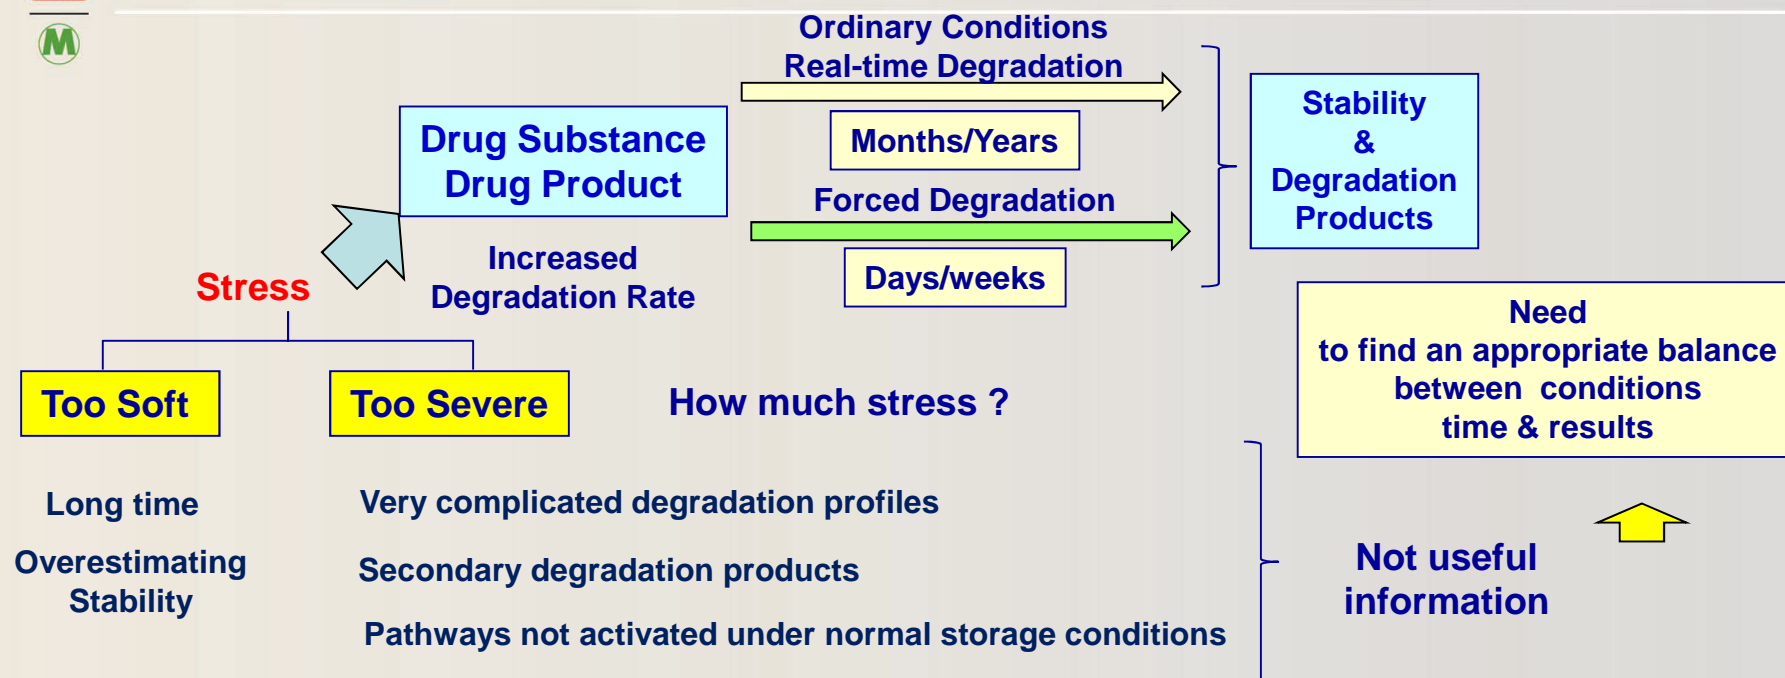 M
Ordinary Conditions
Real-time Degradation
Drug Substance
Drug Product
Months/Years
Stability
&
Degradation
Products
Forced Degradation
Days/weeks
Increased
Degradation Rate
Stress
Need
to find an appropriate balance
between conditions
time & results
Too Soft
Too Severe
How much stress ?
Long time
Overestimating
Stability
Very complicated degradation profiles
Secondary degradation products
Pathways not activated under normal storage conditions
Not useful
information